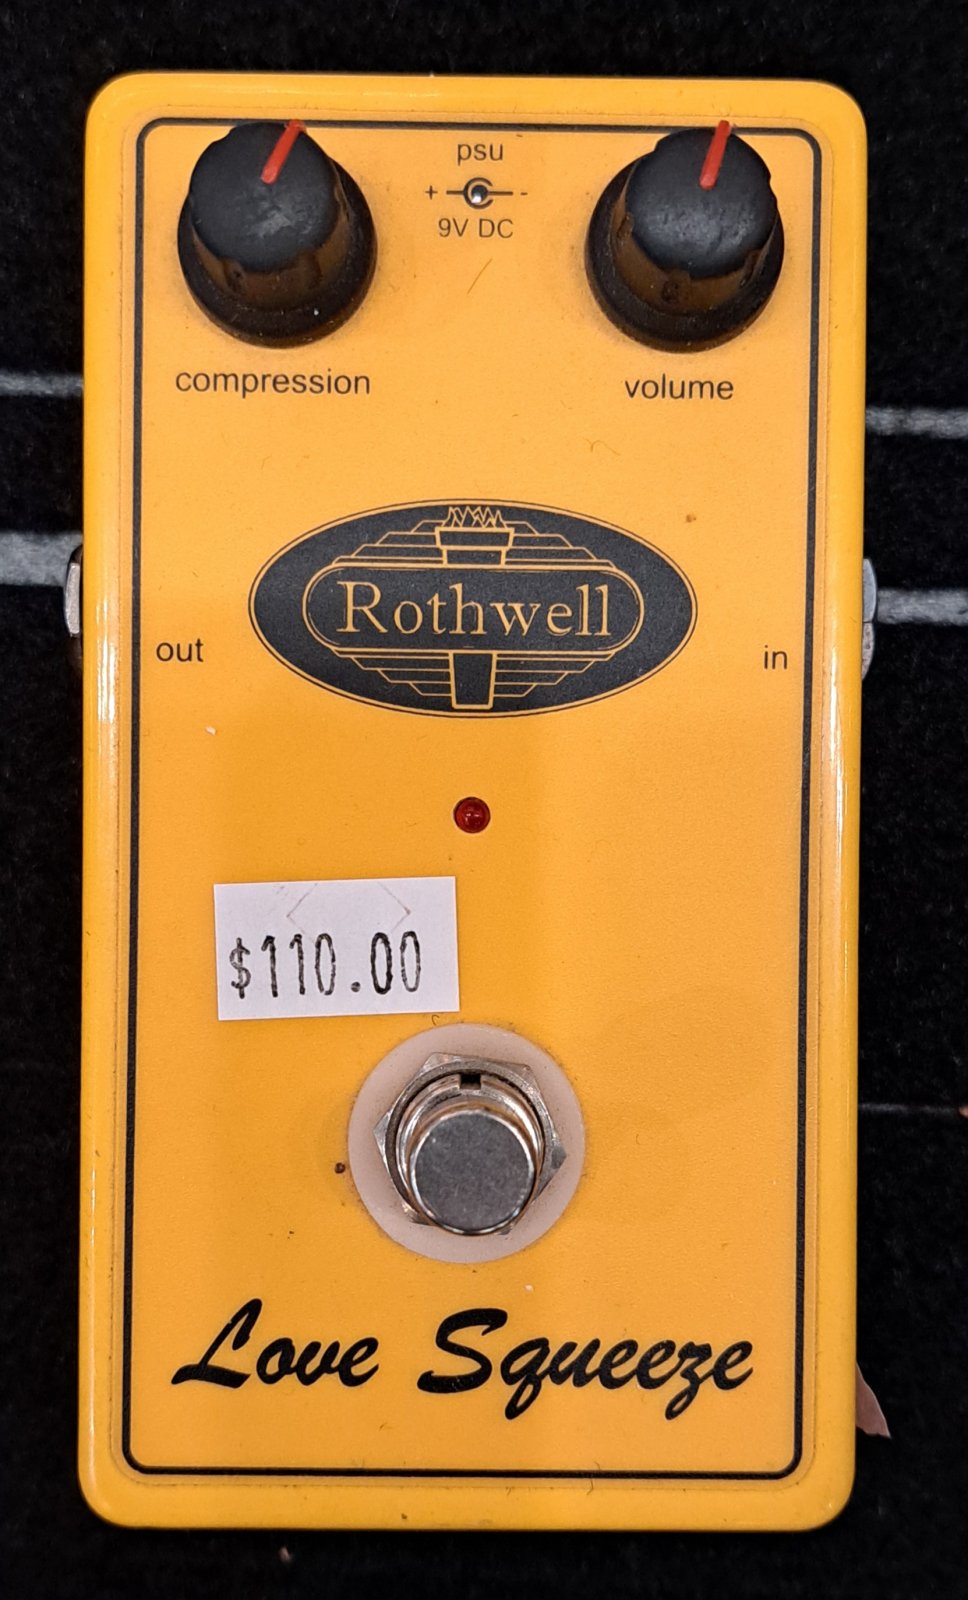 psu
+ -
9V DC
compression
volume
Rothwell
out
in
$110.00
Love Squeeze